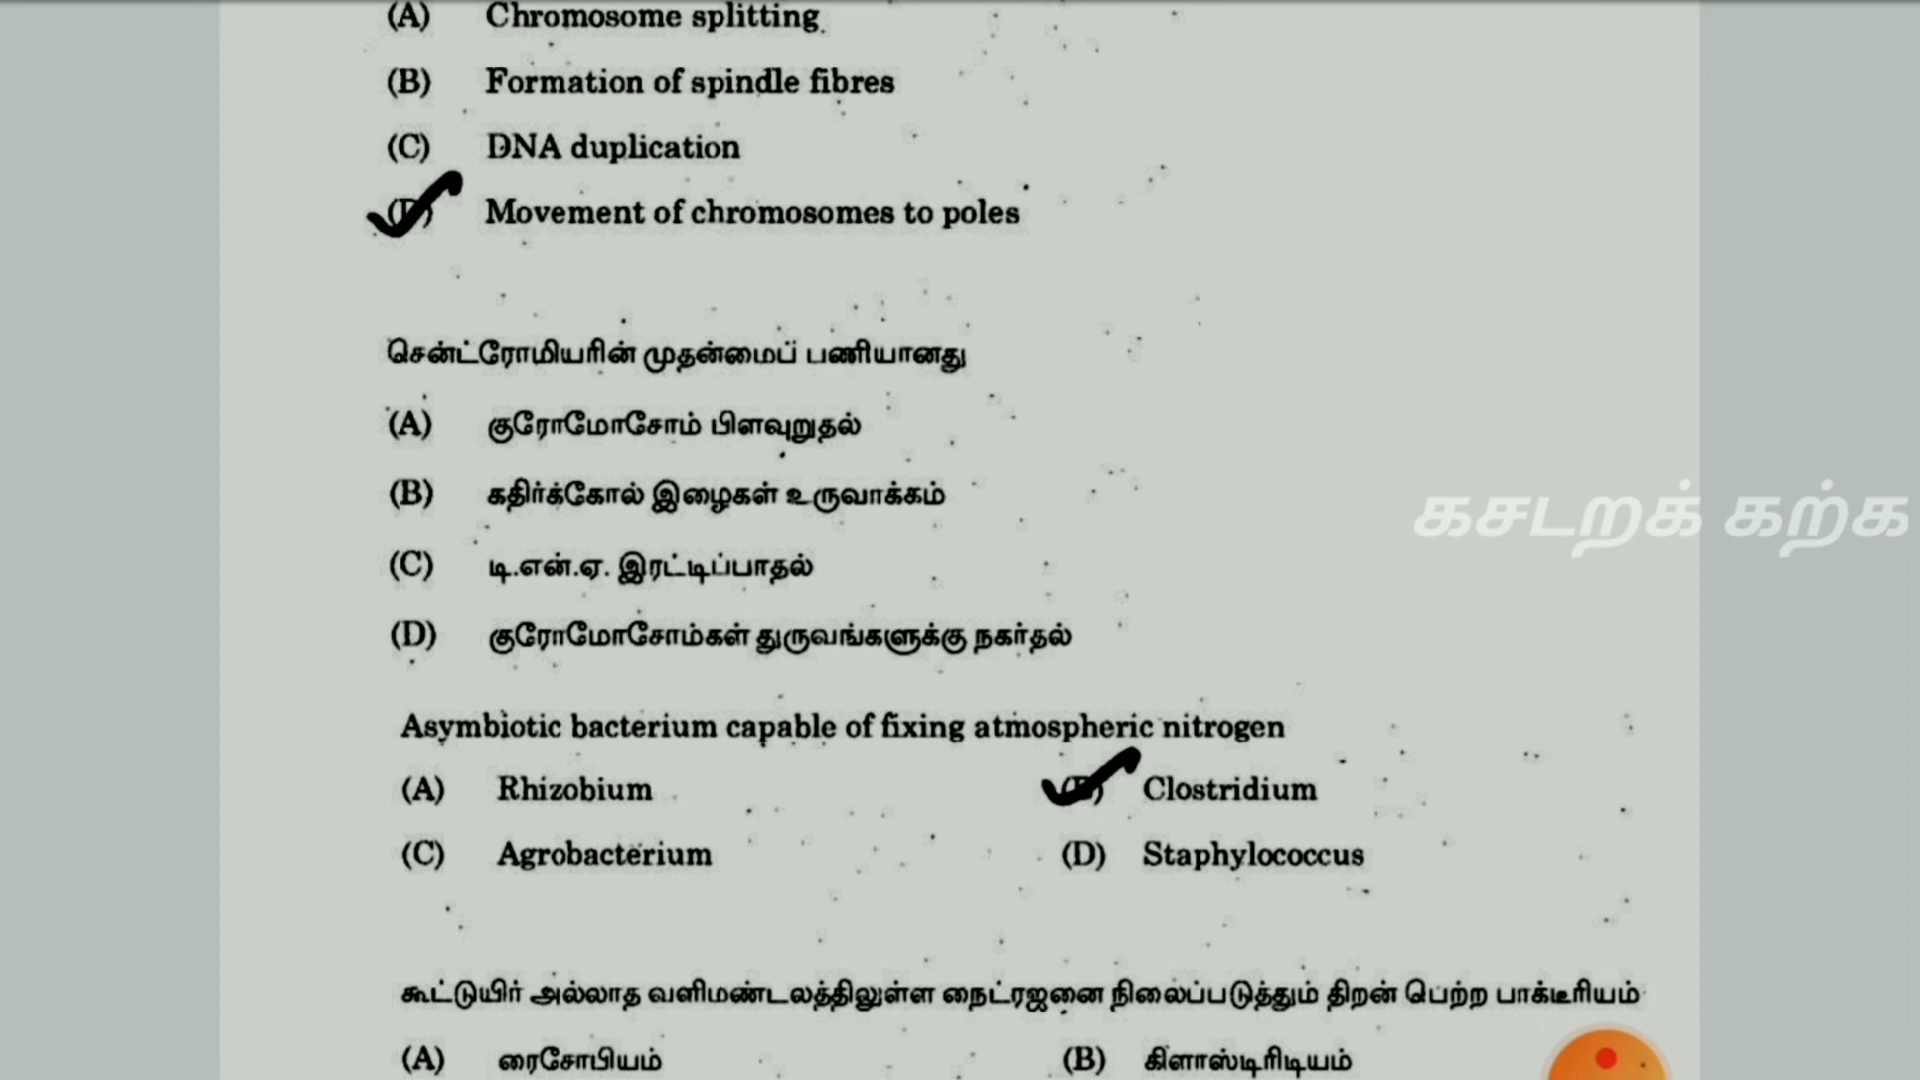 (A) Chromosome splitting
(B) Formation of spindle fibres
(C) DNA duplication
(D) Movement of chromosomes to poles
சென்ட்ரோமியரின் முதன்மைப் பணியானது
(A) குரோமோசோம் பிளவுறுதல்
(B) கதிர்க்கோல் இழைகள் உருவாக்கம்
கசடறக் கற்க
(C) டி.என்.ஏ. இரட்டிப்பாதல்
(D) குரோமோசோம்கள் துருவங்களுக்கு நகர்தல்
Asymbiotic bacterium capable of fixing atmospheric nitrogen
(A) Rhizobium (B) Clostridium
(C) Agrobacterium (D) Staphylococcus
கூட்டுயிர் அல்லாத வளிமண்டலத்திலுள்ள நைட்ரஜனை நிலைப்படுத்தும் திறன் பெற்ற பாக்டீரியம்
(A) ரைசோபியம் (B) கிளாஸ்டிரிடியம்